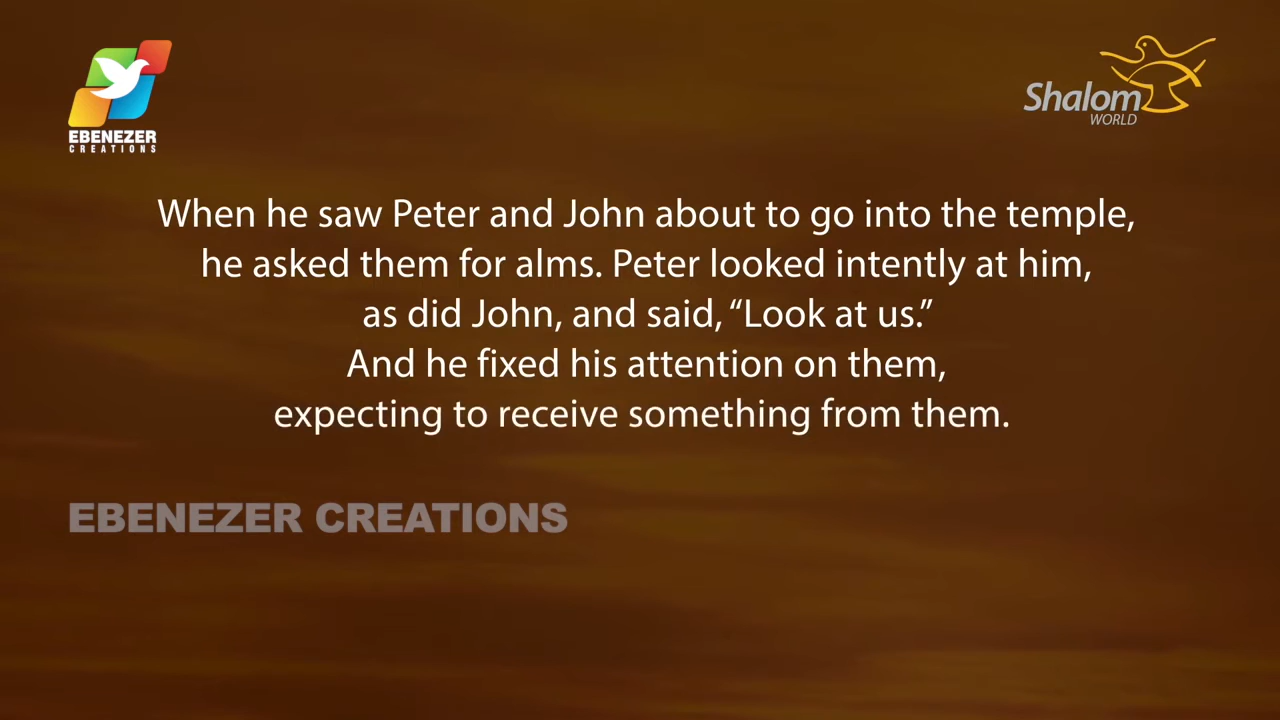 EBENEZER
CREATIONS
Shalom
WORLD
When he saw Peter and John about to go into the temple,
he asked them for alms. Peter looked intently at him,
as did John, and said, “Look at us.”
And he fixed his attention on them,
expecting to receive something from them.
EBENEZER CREATIONS